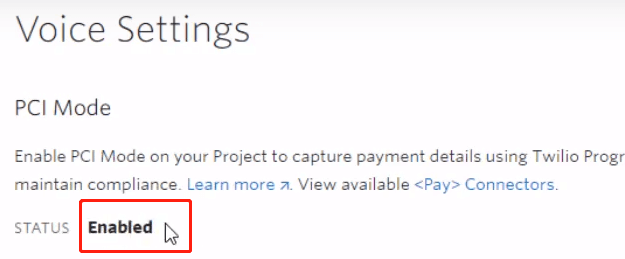 Voice Settings
PCI Mode
Enable PCI Mode on your Project to capture payment details using Twilio Progr
maintain compliance. Learn more ↗. View available <Pay> Connectors.
STATUS Enabled